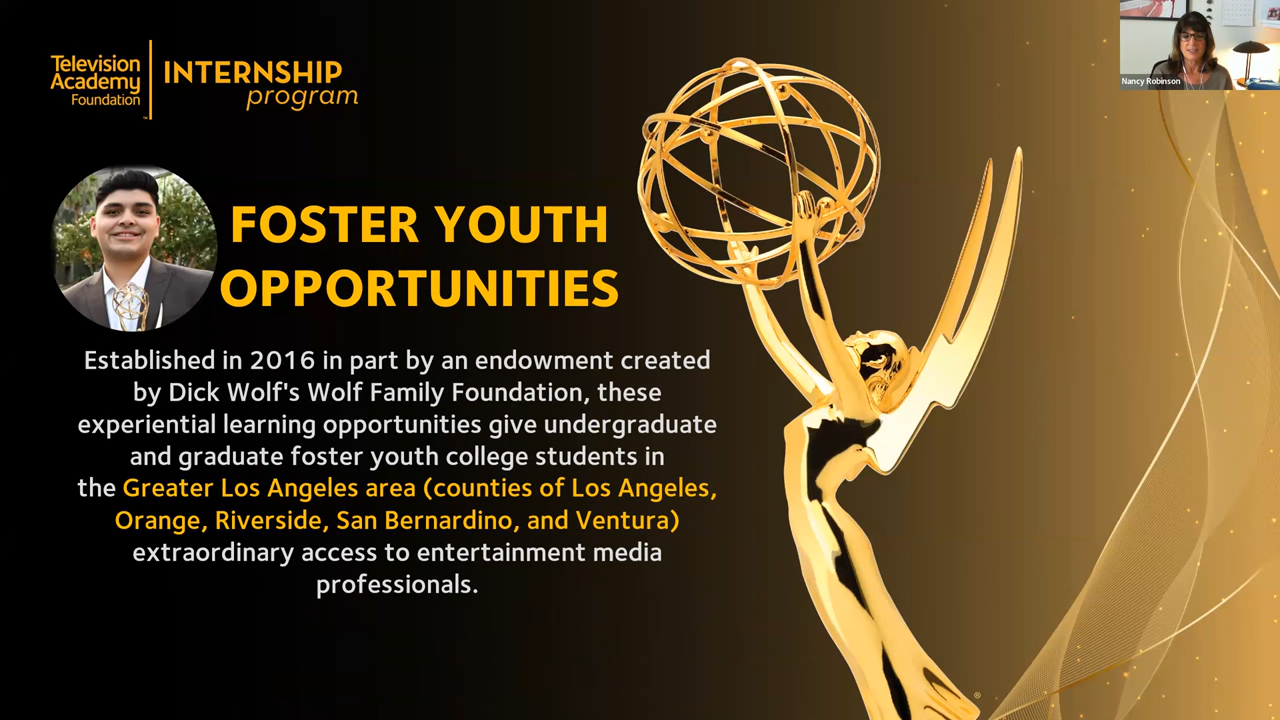 Television
Academy
Foundation
INTERNSHIP
program
Nancy Robinson
FOSTER YOUTH
OPPORTUNITIES
Established in 2016 in part by an endowment created
by Dick Wolf's Wolf Family Foundation, these
experiential learning opportunities give undergraduate
and graduate foster youth college students in
the Greater Los Angeles area (counties of Los Angeles,
Orange, Riverside, San Bernardino, and Ventura)
extraordinary access to entertainment media
professionals.
®